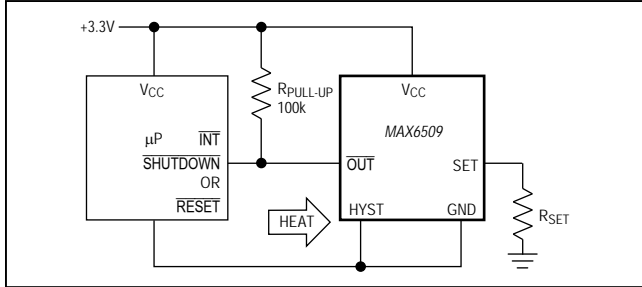 +3.3V
VCC
μP
INT
SHUTDOWN
OR
RESET
RPULL-UP
100k
VCC
MAX6509
OUT
SET
HEAT
HYST
GND
RSET